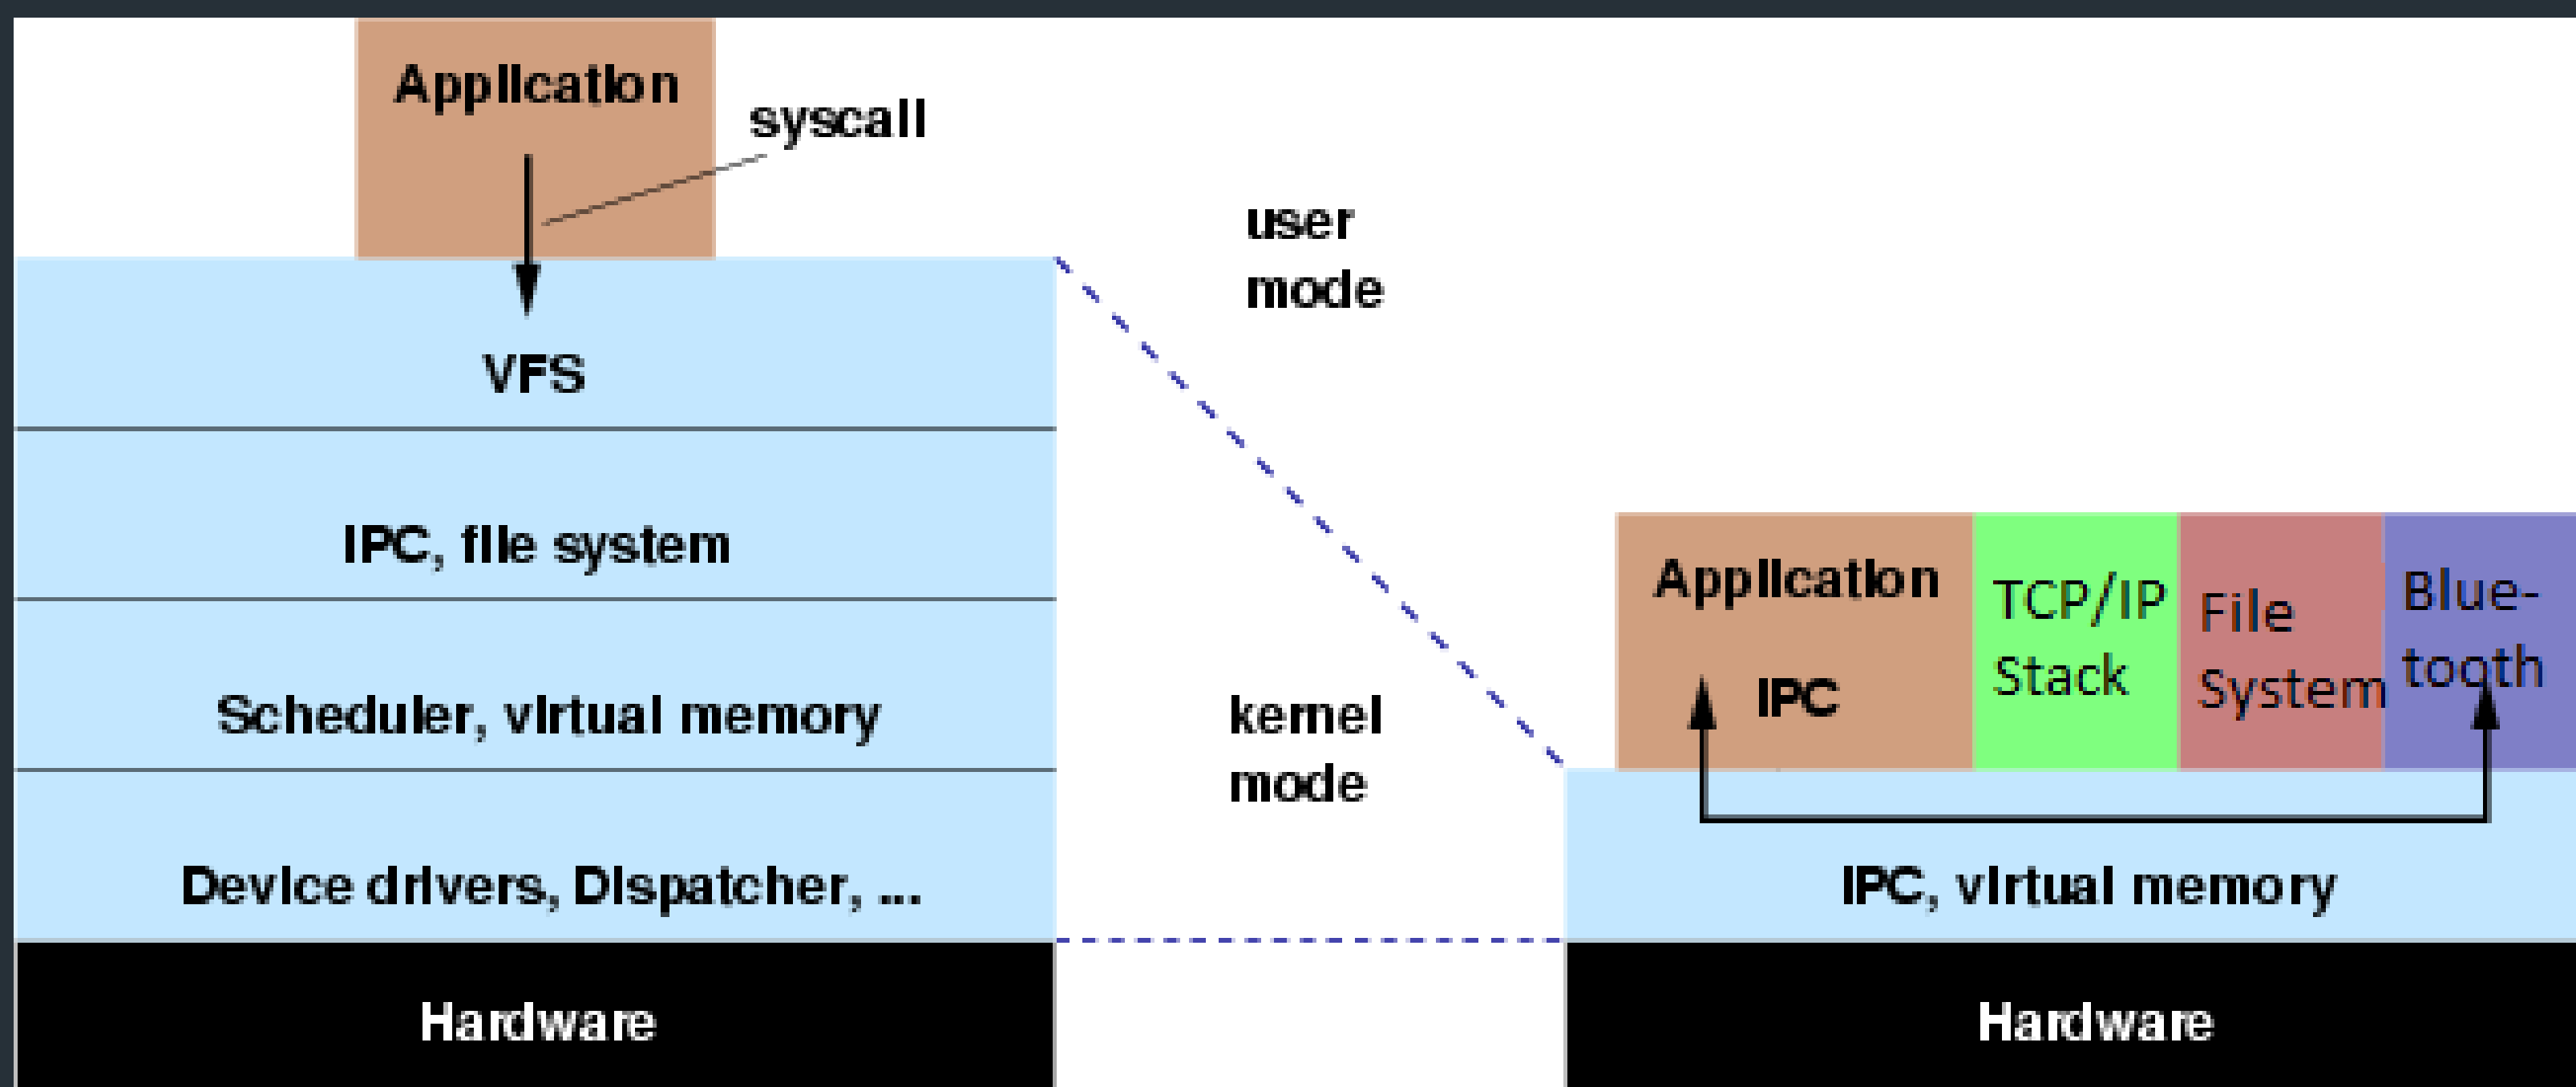 Application
syscall
VFS
IPC, file system
Scheduler, virtual memory
Device drivers, Dispatcher, ...
Hardware
user
mode
kernel
mode
Application
IPC
TCP/IP
Stack
File
System
Blue-
tooth
IPC, virtual memory
Hardware